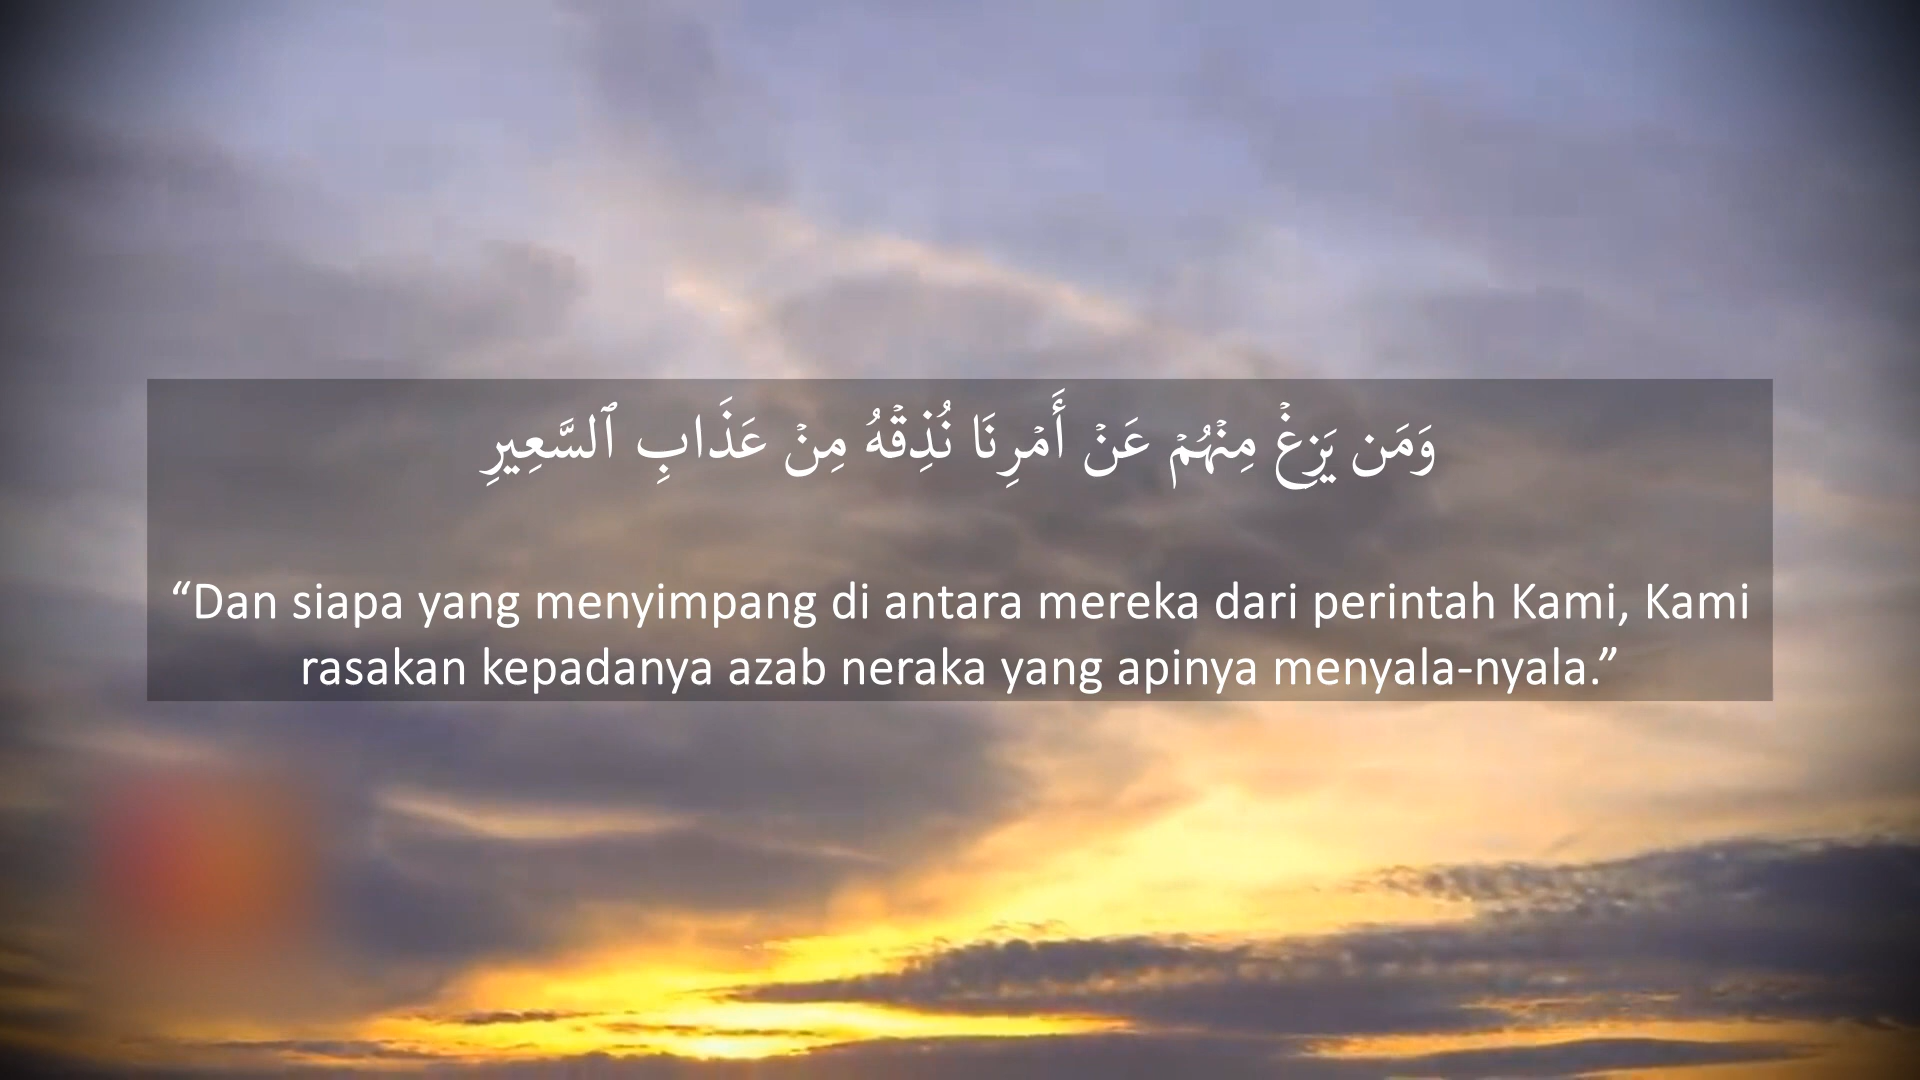 وَمَن يَزِغۡ مِنۡهُمۡ عَنۡ أَمۡرِنَا نُذِقۡهُ مِنۡ عَذَابِ ٱلسَّعِيرِ
“Dan siapa yang menyimpang di antara mereka dari perintah Kami, Kami
rasakan kepadanya azab neraka yang apinya menyala-nyala.”